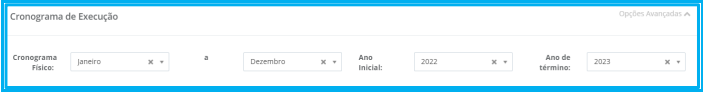 Cronograma de Execução
Opções Avançadas
Cronograma Físico:
Janeiro
a
Dezembro
Ano Inicial:
2022
Ano de término:
2023